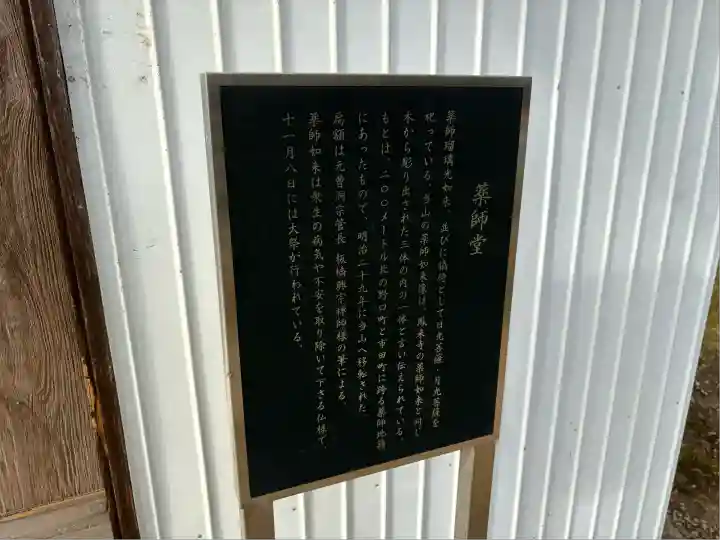 薬師堂
薬師瑠璃光如来、並びに脇侍として日光菩薩・月光菩薩を
祀っている。当山の薬師如来像は、鳳来寺の薬師如来と同じ
木から彫り出された三体の内の一体と言い伝えられている。
もとは、二〇〇メートル北の野口町と市田町に跨る薬師地籍
にあったもので、明治二十九年に当山へ移転された。
扁額は元曹洞宗管長 板橋興宗禅師様の筆による。
薬師如来は衆生の病気や不安を取り除いて下さる仏様で、
十一月八日には大祭が行われている。